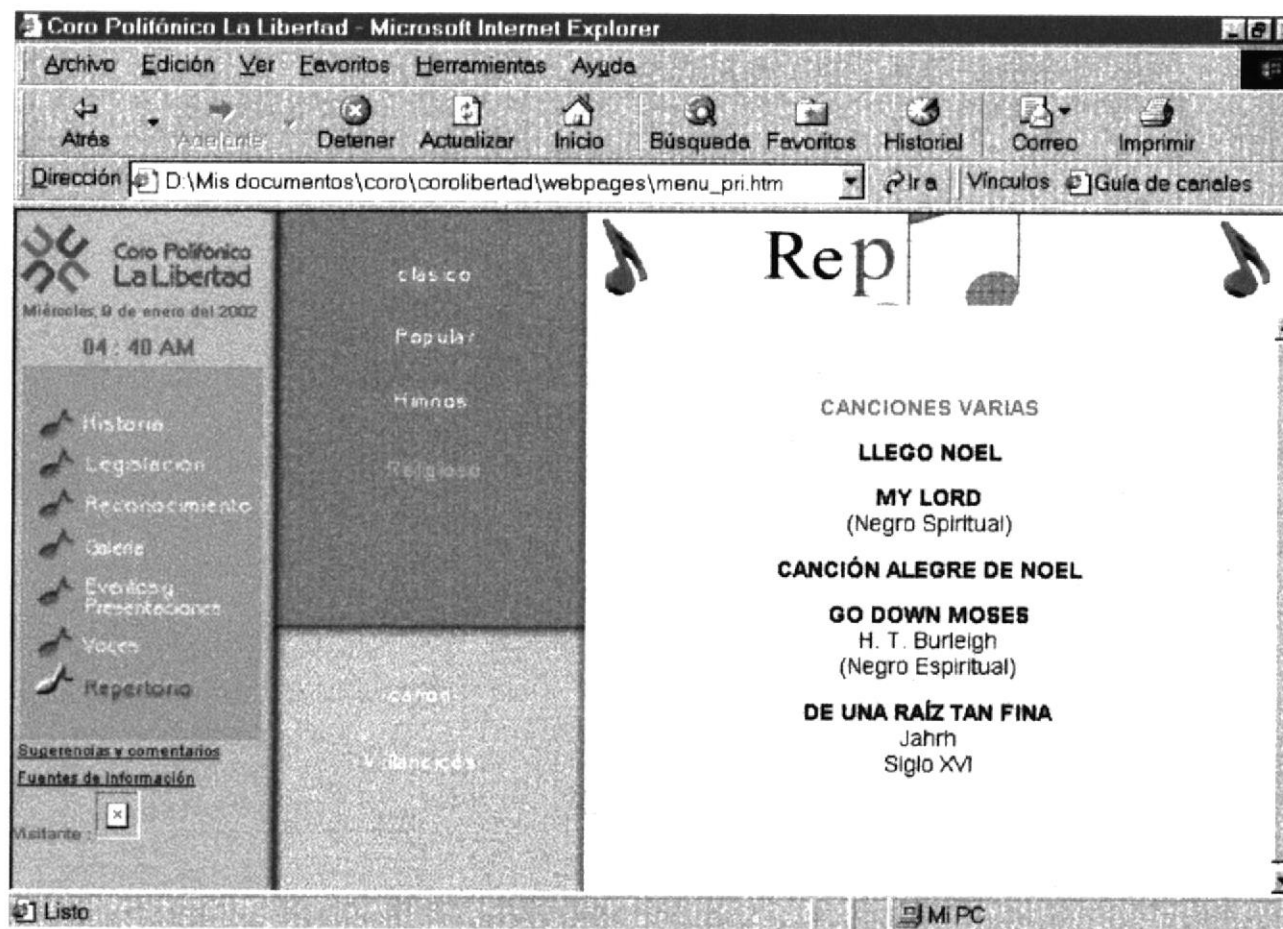 Coro Polifónico La Libertad - Microsoft Internet Explorer
Archivo Edición Ver Favoritos Herramientas Ayuda
Atrás Adelante Detener Actualizar Inicio Búsqueda Favoritos Historial Correo Imprimir
Dirección D:\Mis documentos\coro\corolibertad\webpages\menu_pri.htm Ir a Vínculos Guía de canales
Coro Polifónico
La Libertad
Miércoles, 9 de enero del 2002
04 : 40 AM
Historia
Legislación
Reconocimiento
Galería
Eventos y
Presentaciones
Voces
Repertorio
Sugerencias y comentarios
Fuentes de Información
Visitante :
clásico
Popular
Himnos
Religioso
canon
Villancicos
Rep
CANCIONES VARIAS
LLEGO NOEL
MY LORD
(Negro Spiritual)
CANCIÓN ALEGRE DE NOEL
GO DOWN MOSES
H. T. Burleigh
(Negro Espiritual)
DE UNA RAÍZ TAN FINA
Jahrh
Siglo XVI
Listo
Mi PC